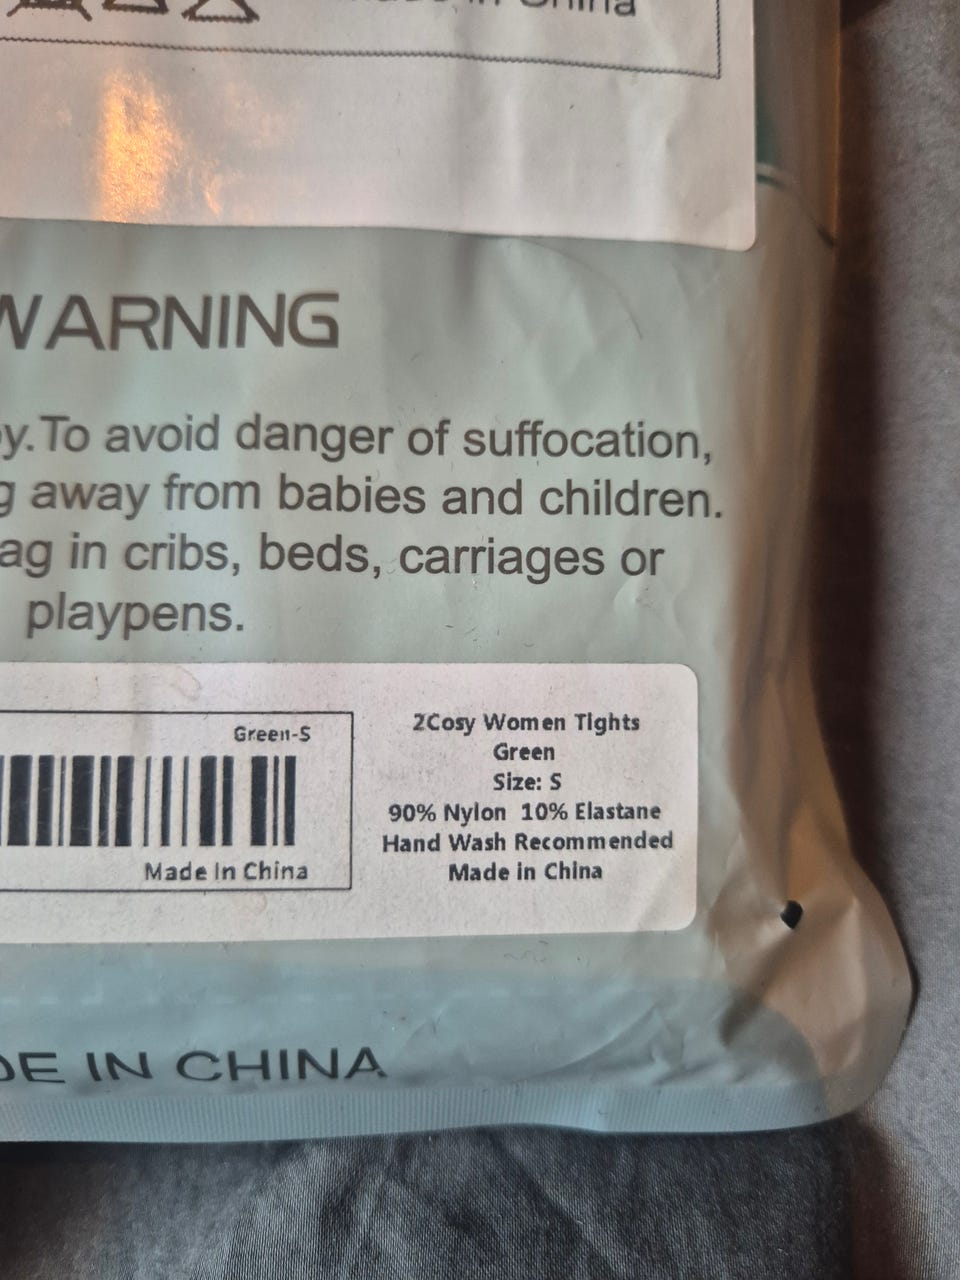 in China
WARNING
To avoid danger of suffocation,
away from babies and children.
in cribs, beds, carriages or
playpens.
Green-S
Made In China
2Cosy Women Tights
Green
Size: S
90% Nylon 10% Elastane
Hand Wash Recommended
Made in China
IN CHINA